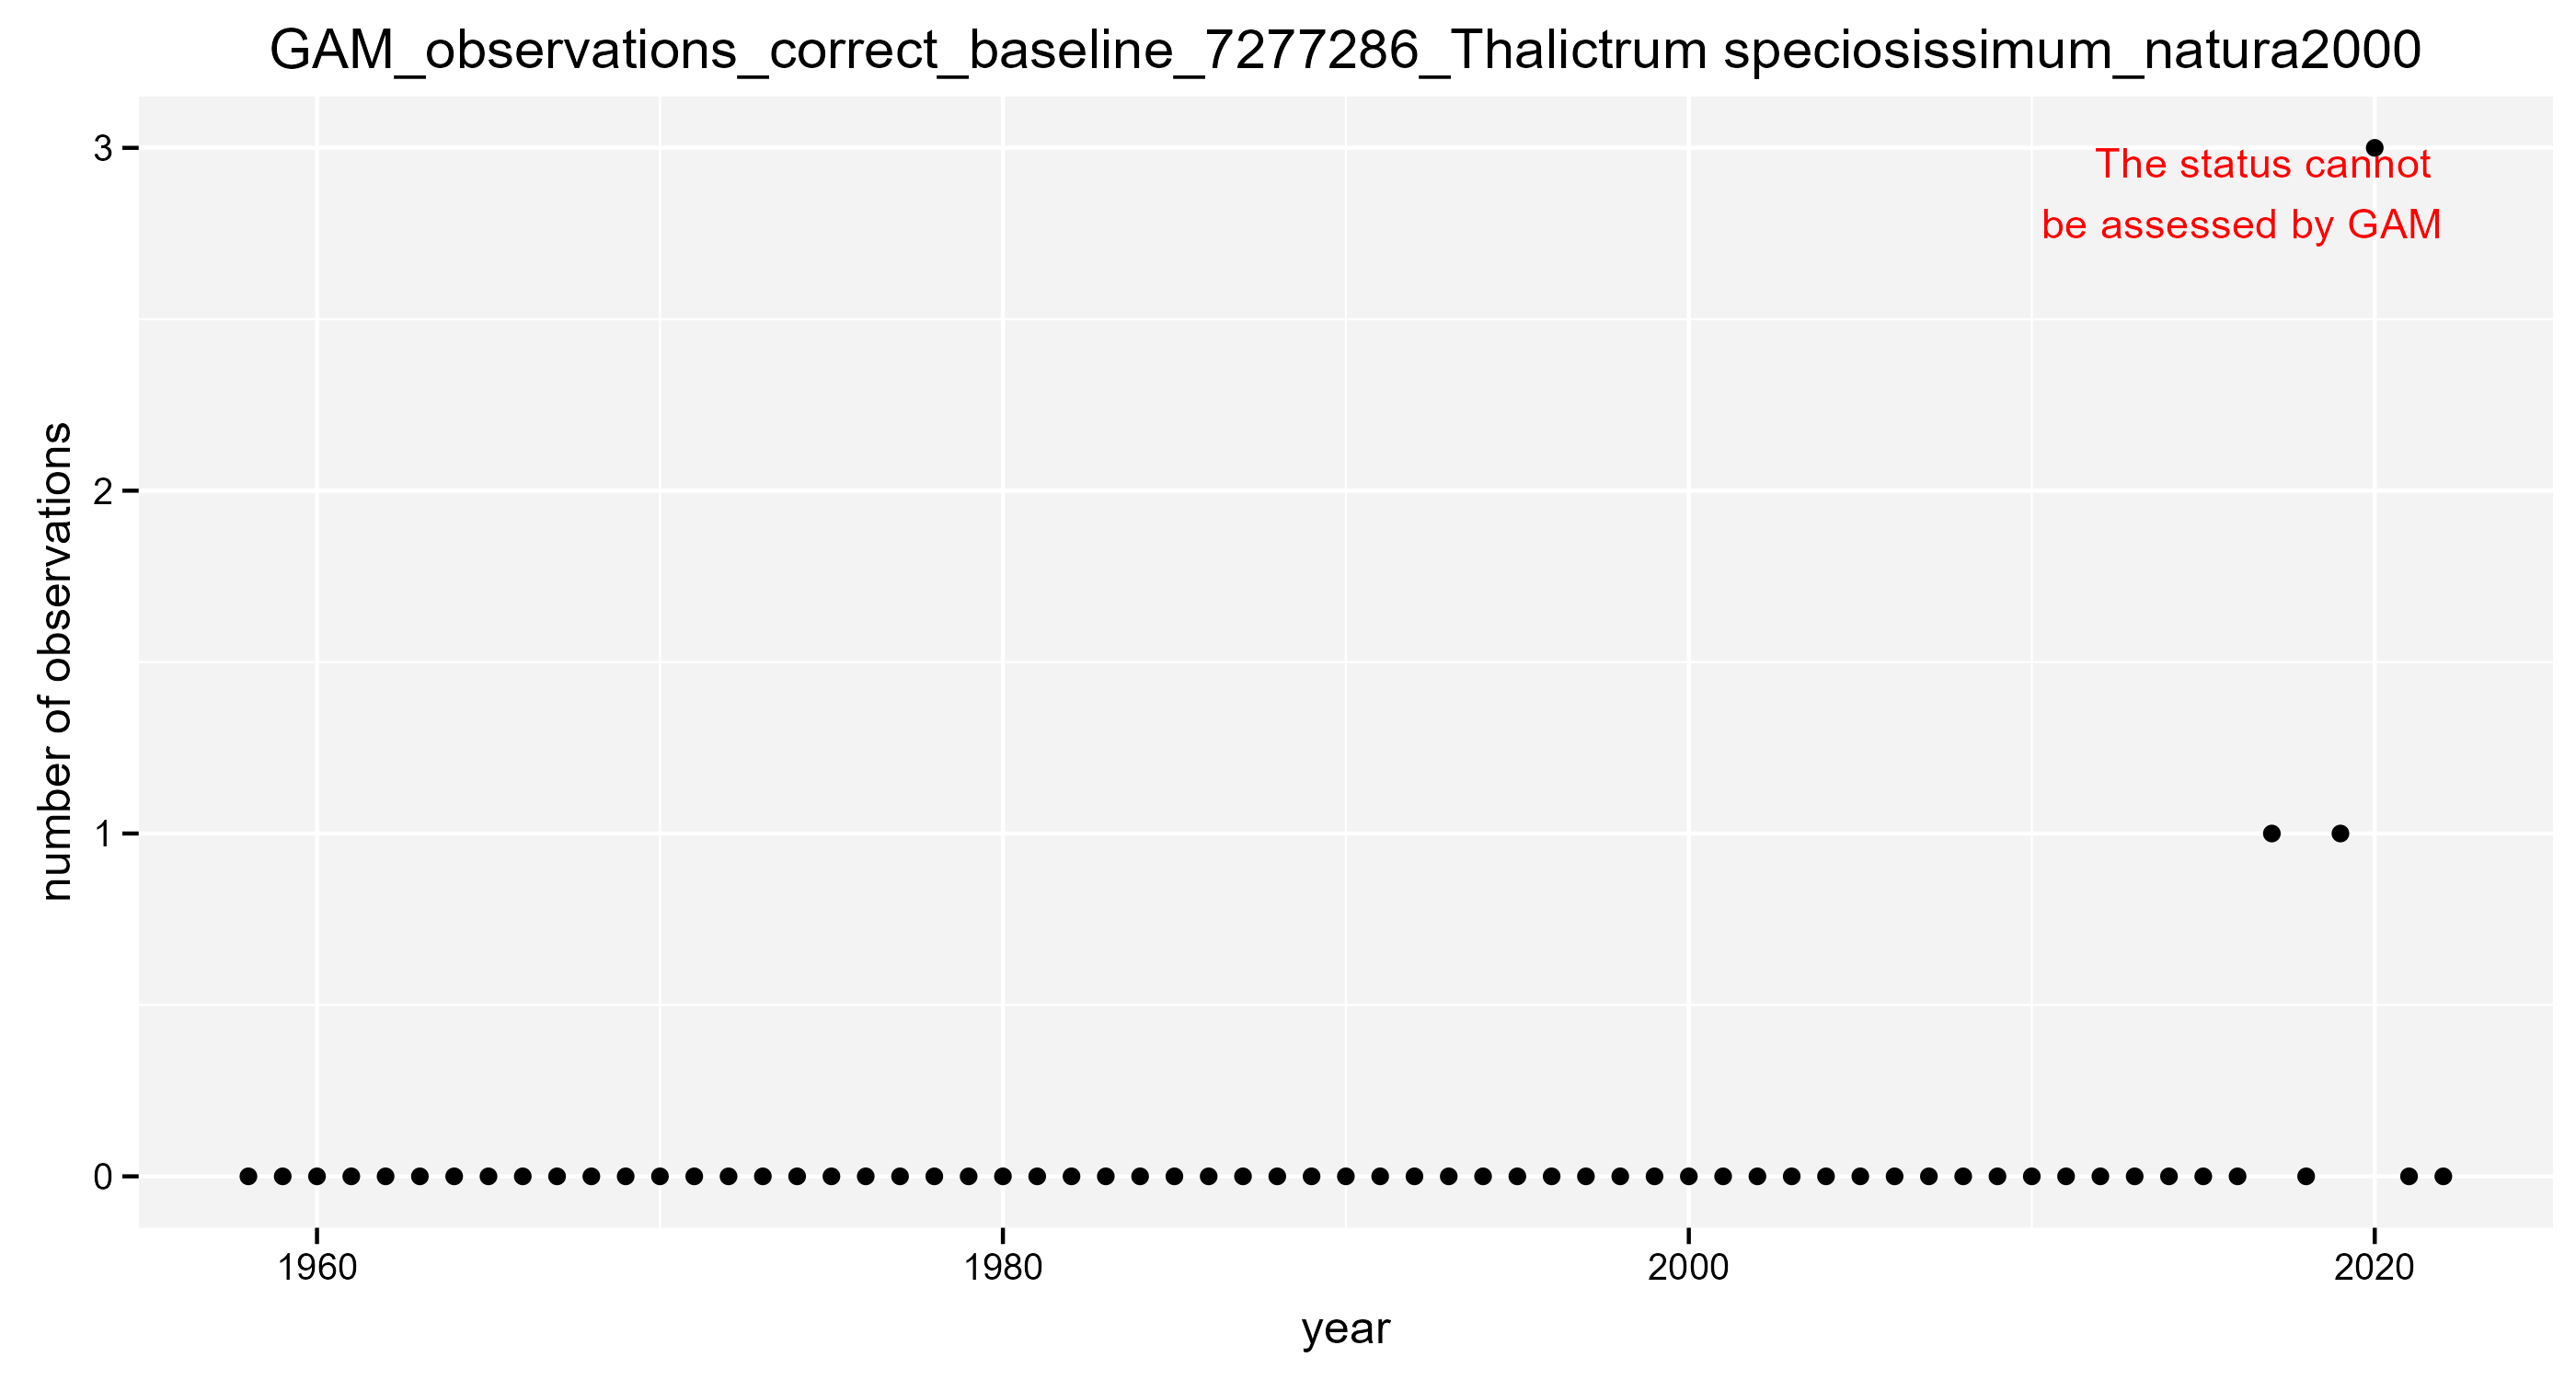 GAM_observations_correct_baseline_7277286_Thalictrum speciosissimum_natura2000
3
The status cannot
be assessed by GAM
2
number of observations
1
0
1960 1980 2000 2020
year